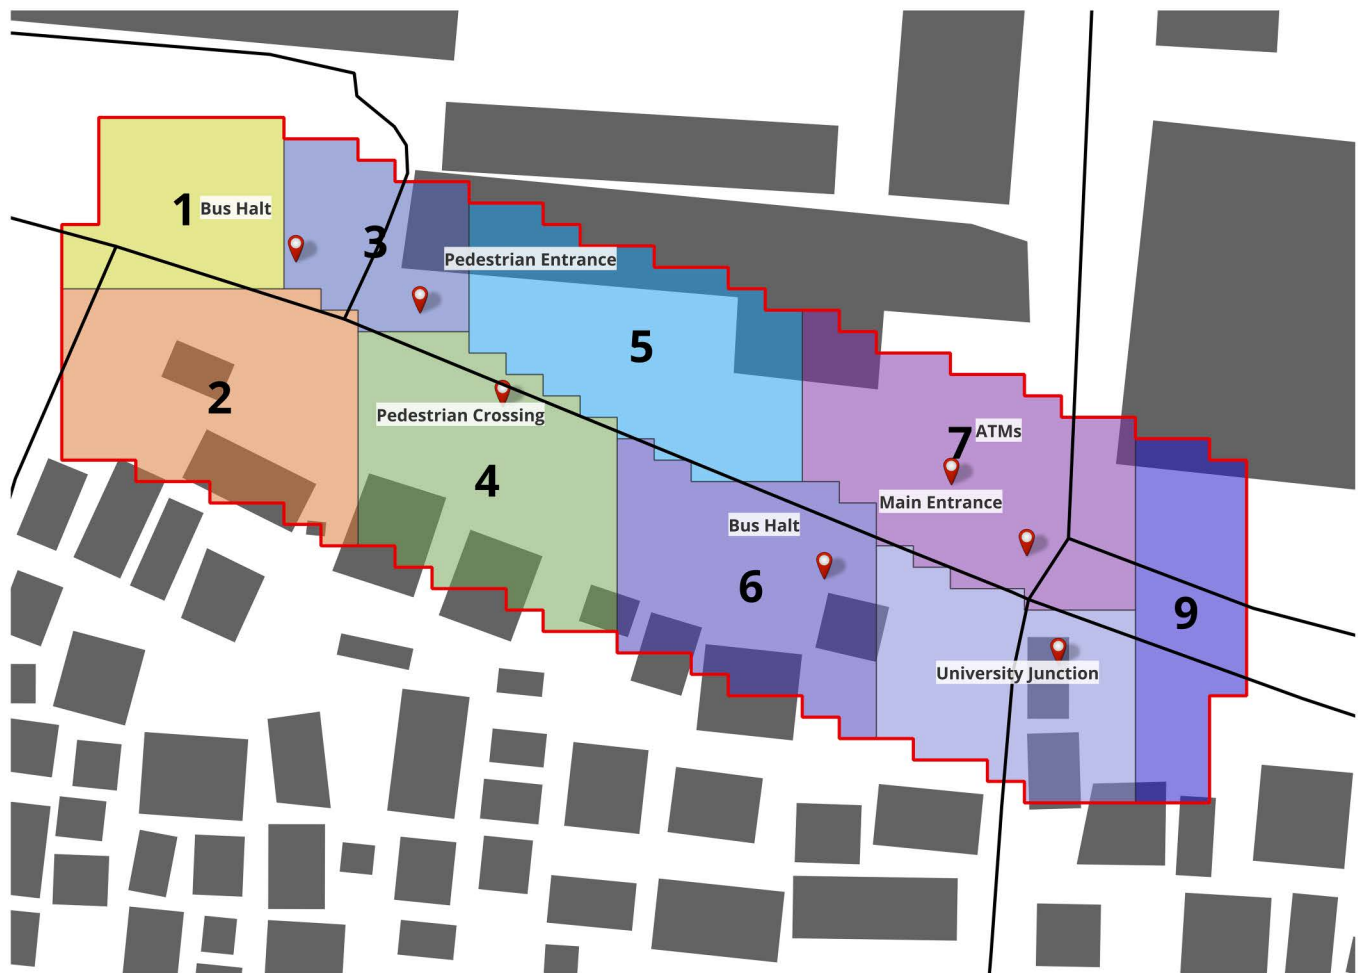 1 Bus Halt
3
Pedestrian Entrance
5
2
Pedestrian Crossing
4
7 ATMs
Main Entrance
Bus Halt
6
9
University Junction